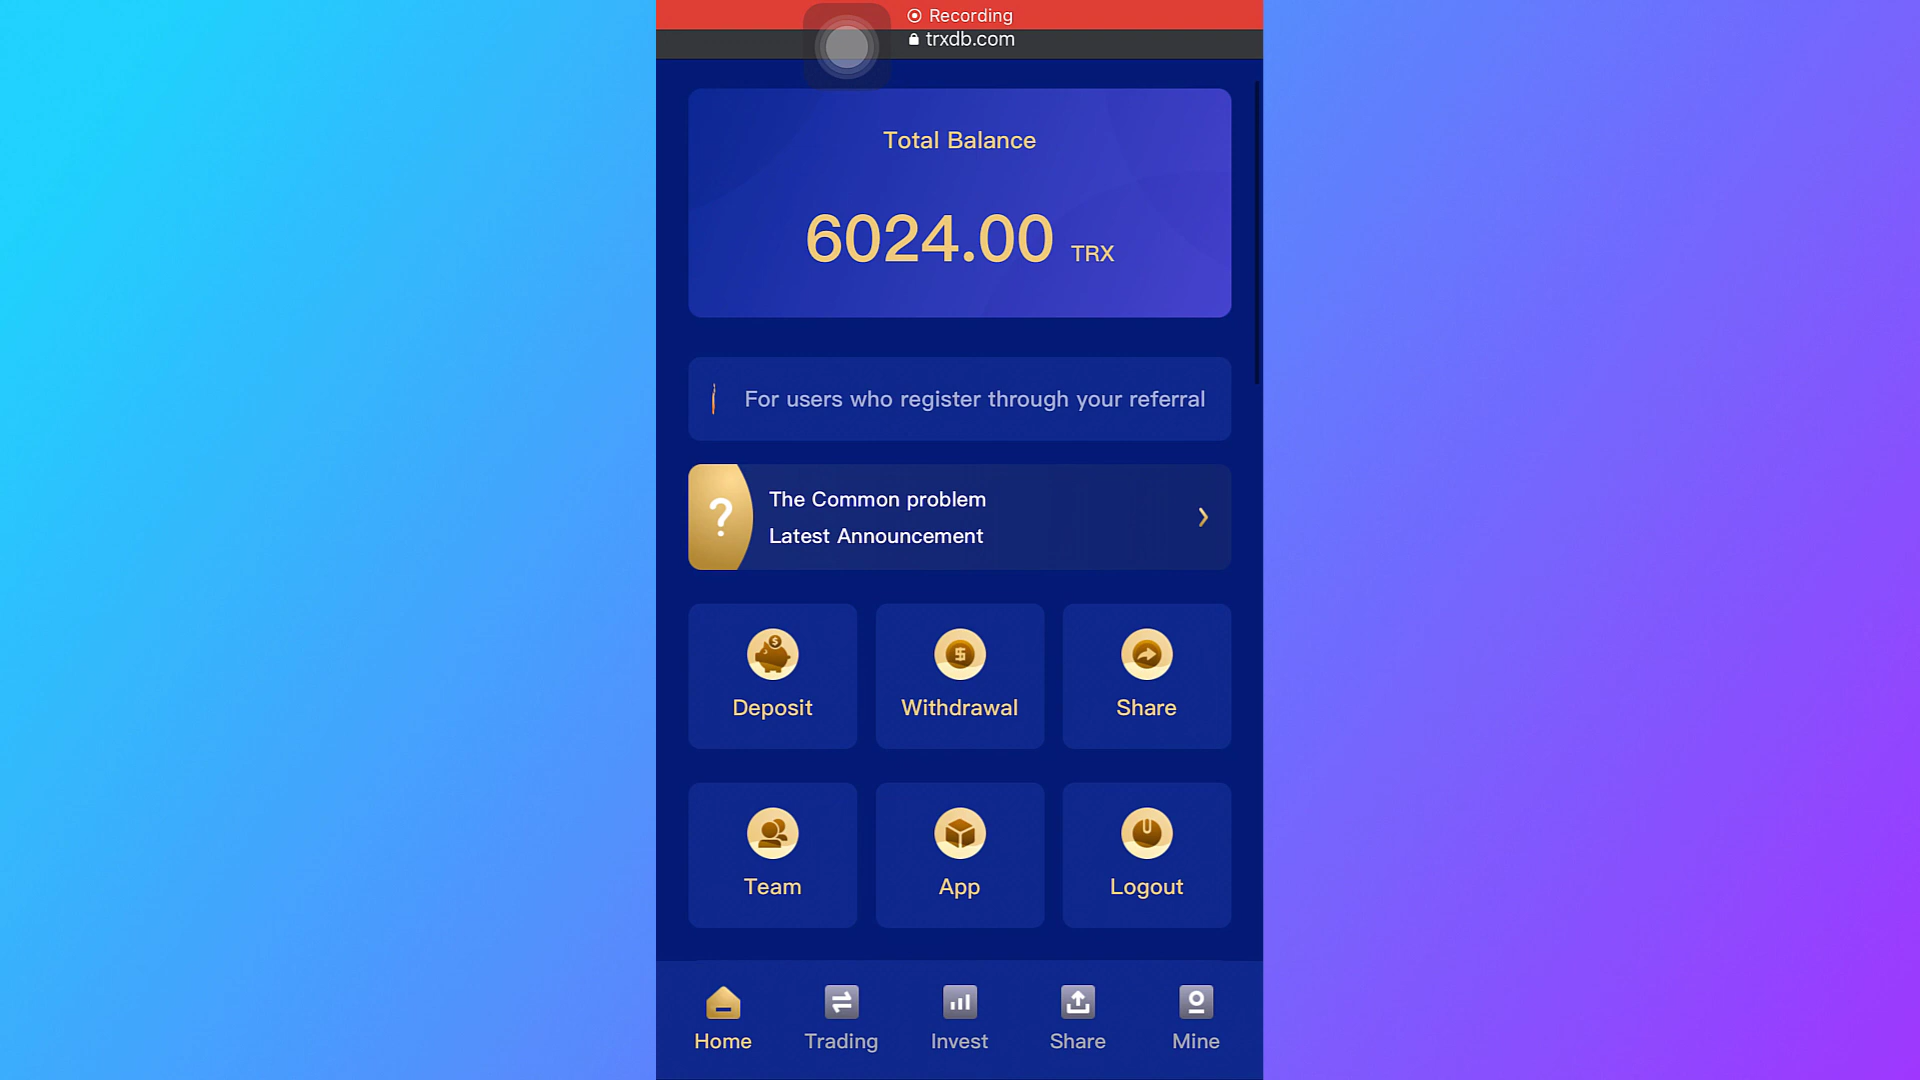 Recording
trxdb.com
Total Balance
6024.00 TRX
For users who register through your referral
?
The Common problem
Latest Announcement
Deposit
Withdrawal
Share
Team
App
Logout
Home
Trading
Invest
Share
Mine